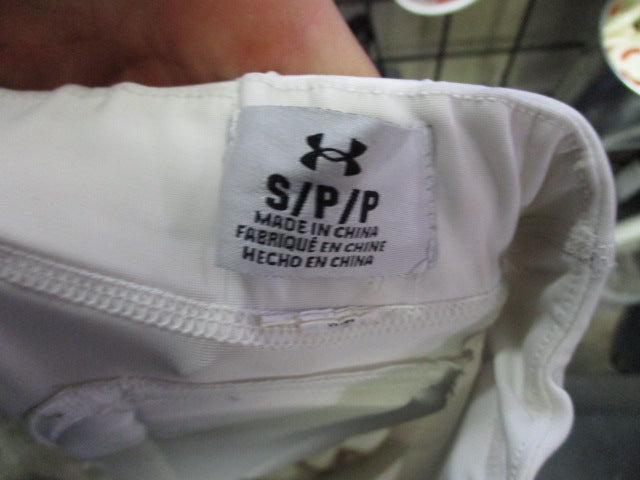 S/P/P
MADE IN CHINA
FABRIQUÉ EN CHINE
HECHO EN CHINA